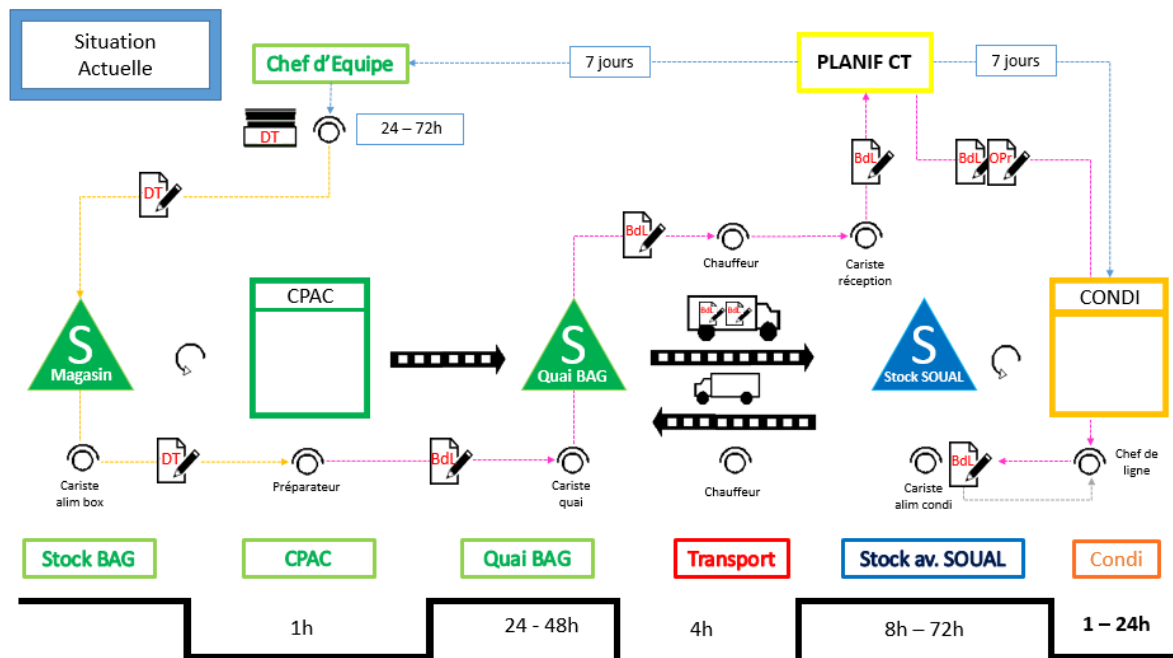 Situation
Actuelle
Chef d'Equipe
7 jours
PLANIF CT
7 jours
DT
24 – 72h
BdL
BdL
OPr
DT
BdL
Chauffeur
Cariste
réception
CPAC
CONDI
S
Magasin
S
Quai BAG
BdL
BdL
S
Stock SOUAL
DT
BdL
BdL
Chef de
ligne
Cariste
alim box
Préparateur
Cariste
quai
Chauffeur
Cariste
alim condi
Stock BAG
CPAC
Quai BAG
Transport
Stock av. SOUAL
Condi
1h
24 - 48h
4h
8h – 72h
1 – 24h